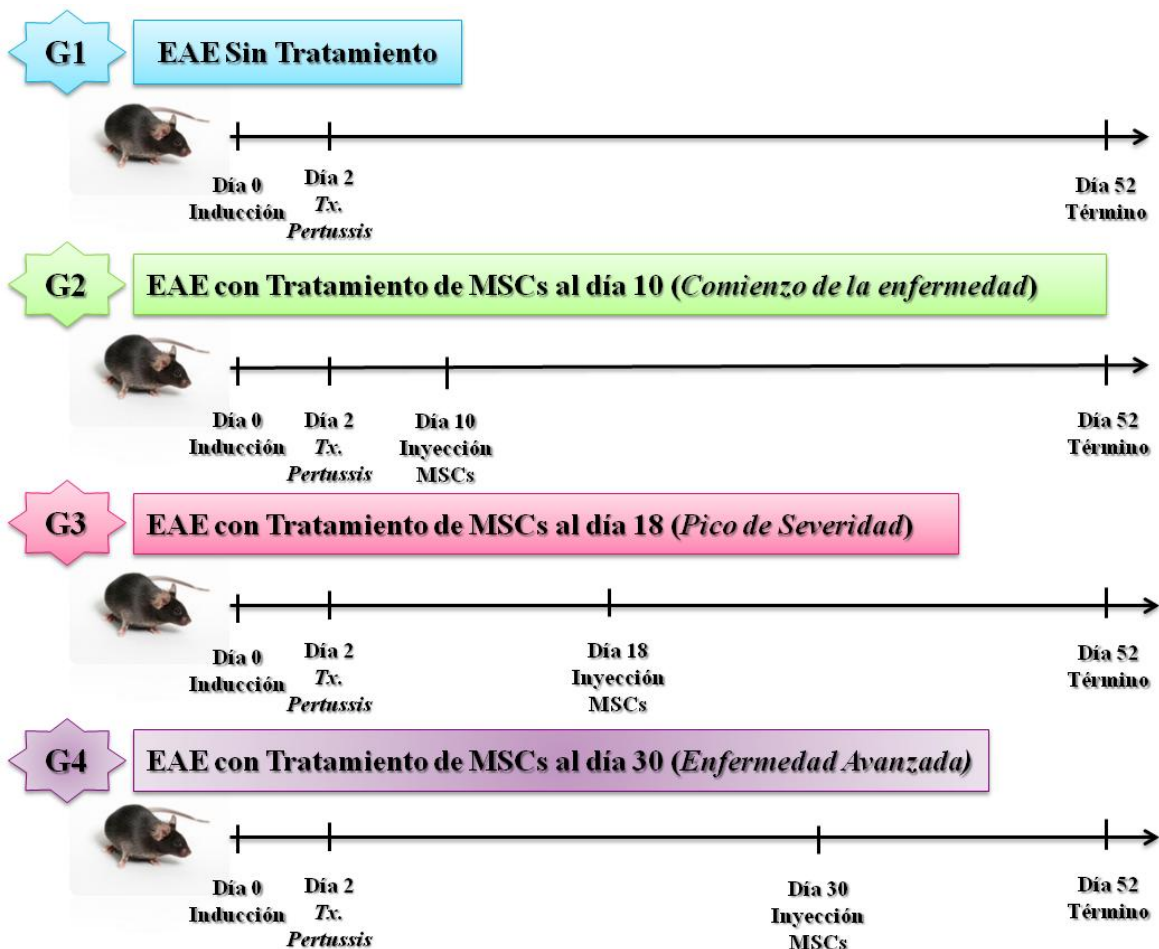 G1
EAE Sin Tratamiento
Día 0
Inducción
Día 2
Tx.
Pertussis
Día 52
Término
G2
EAE con Tratamiento de MSCs al día 10 (Comienzo de la enfermedad)
Día 0
Inducción
Día 2
Tx.
Pertussis
Día 10
Inyección
MSCs
Día 52
Término
G3
EAE con Tratamiento de MSCs al día 18 (Pico de Severidad)
Día 0
Inducción
Día 2
Tx.
Pertussis
Día 18
Inyección
MSCs
Día 52
Término
G4
EAE con Tratamiento de MSCs al día 30 (Enfermedad Avanzada)
Día 0
Inducción
Día 2
Tx.
Pertussis
Día 30
Inyección
MSCs
Día 52
Término